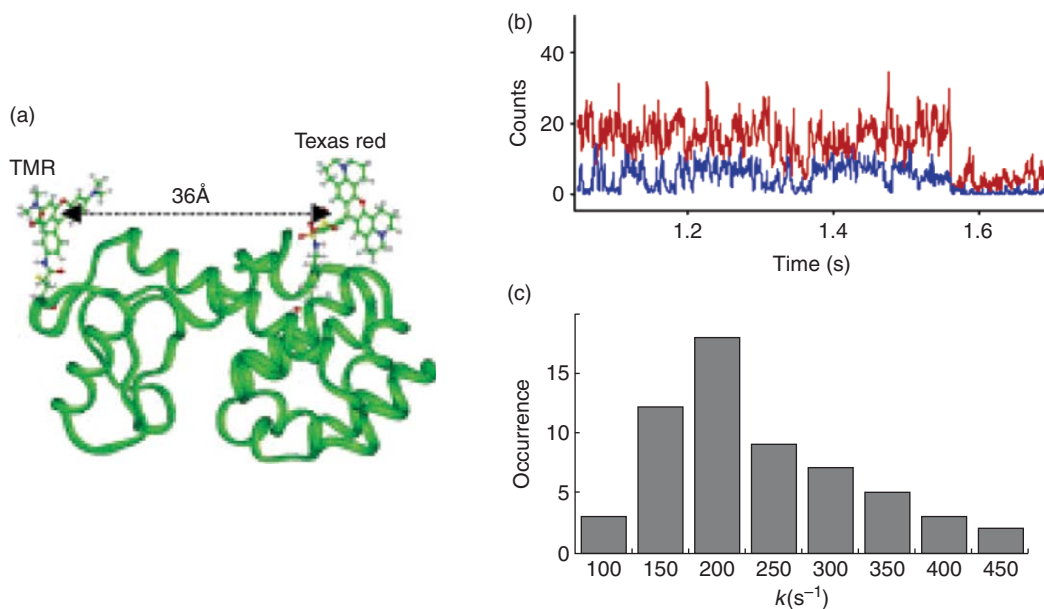 (a)
TMR
Texas red
36Å
(b)
Counts
40
20
0
1.2
1.4
1.6
Time (s)
(c)
Occurrence
15
10
5
0
100 150 200 250 300 350 400 450
k(s⁻¹)